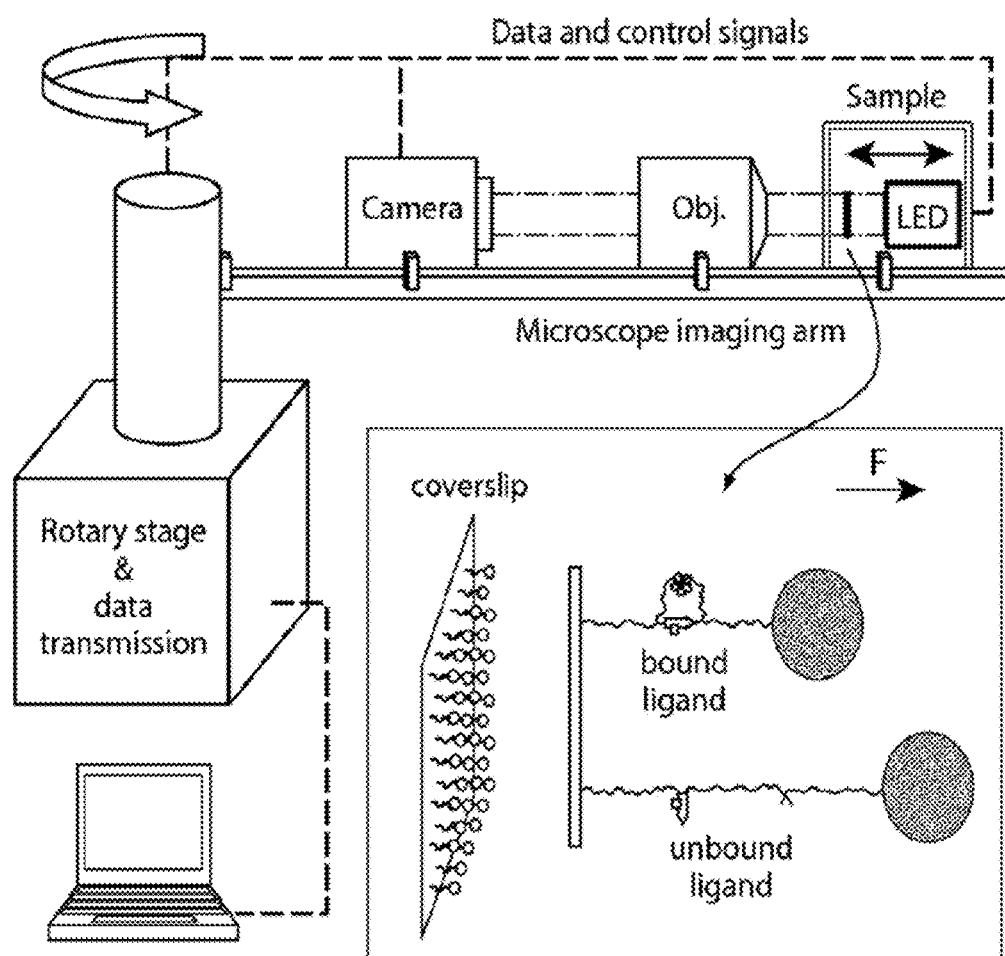 Data and control signals
Sample
Camera
Obj.
LED
Microscope imaging arm
Rotary stage
&
data
transmission
coverslip
F
bound
ligand
unbound
ligand